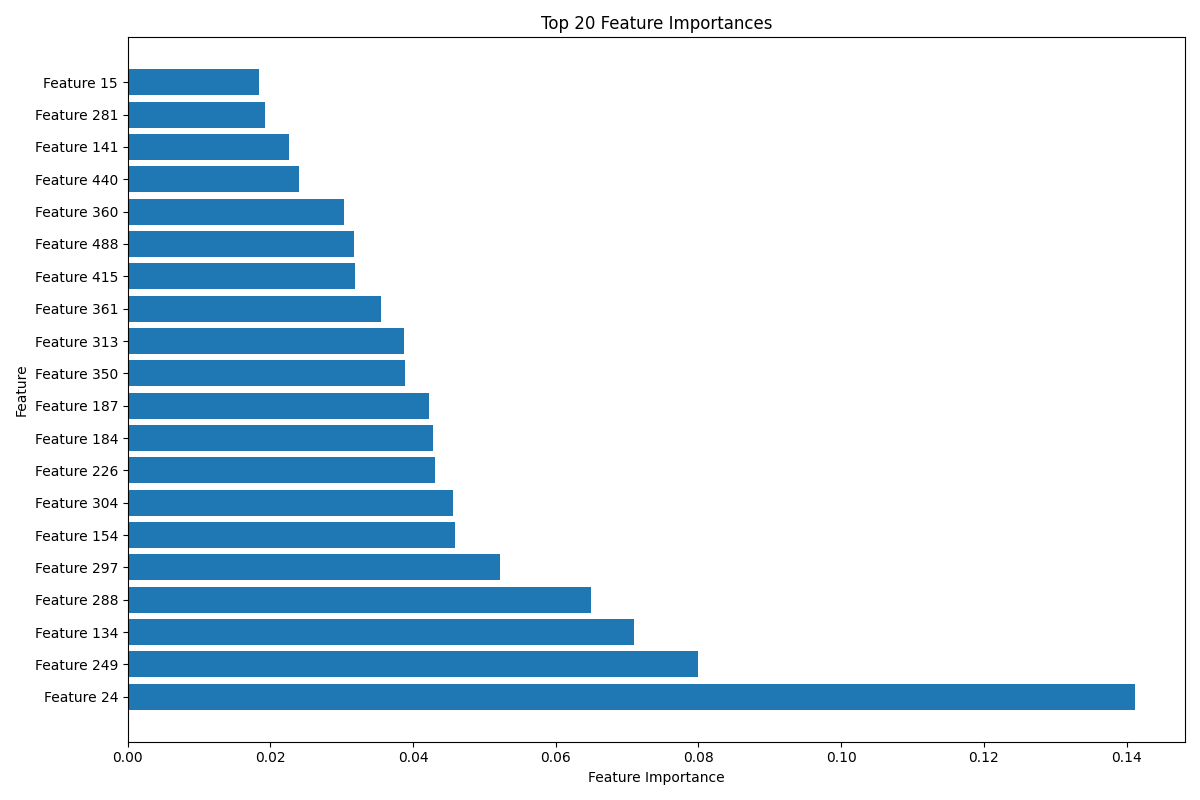 Top 20 Feature Importances
Feature 15
Feature 281
Feature 141
Feature 440
Feature 360
Feature 488
Feature 415
Feature 361
Feature 313
Feature 350
Feature 187
Feature 184
Feature 226
Feature 304
Feature 154
Feature 297
Feature 288
Feature 134
Feature 249
Feature 24
Feature
0.00 0.02 0.04 0.06 0.08 0.10 0.12 0.14
Feature Importance